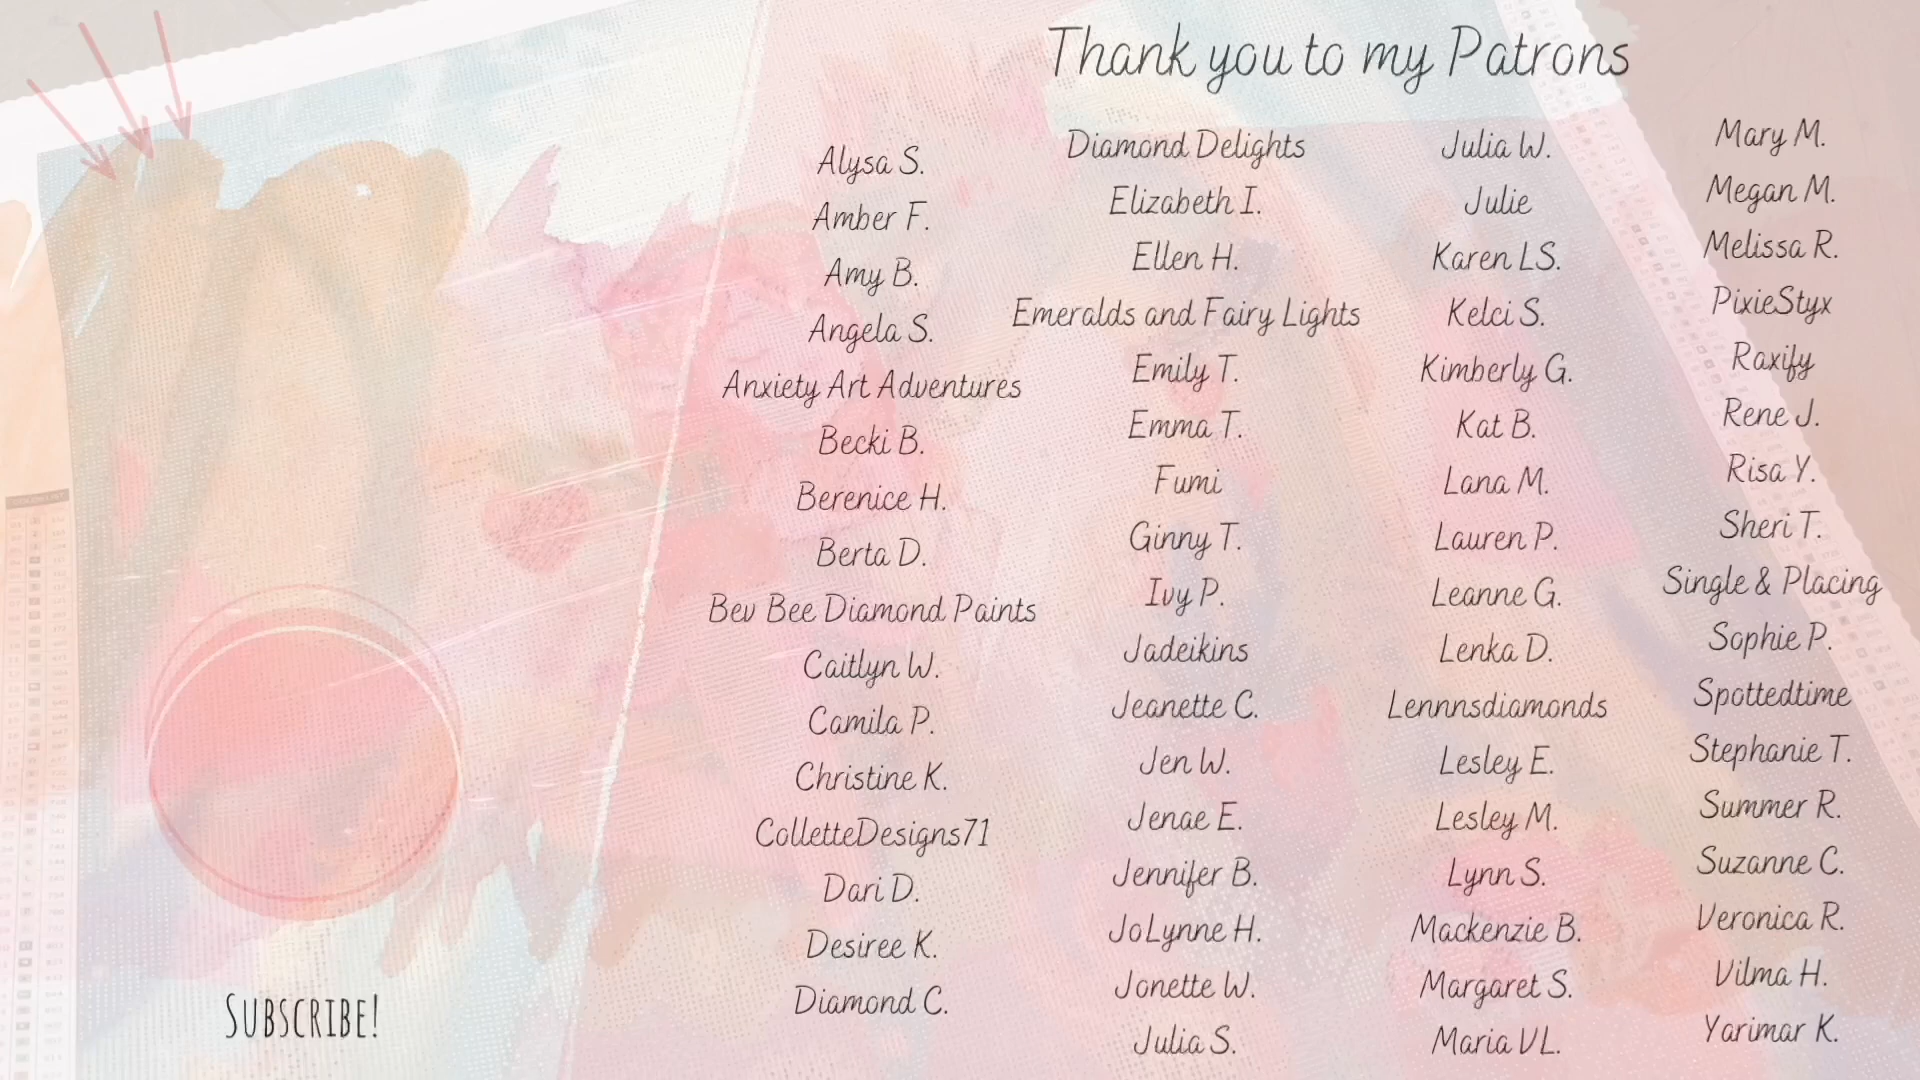 Thank you to my Patrons
Alysa S.
Amber F.
Amy B.
Angela S.
Anxiety Art Adventures
Becki B.
Berenice H.
Berta D.
Bev Bee Diamond Paints
Caitlyn W.
Camila P.
Christine K.
ColletteDesigns71
Dari D.
Desiree K.
Diamond C.
Diamond Delights
Elizabeth I.
Ellen H.
Emeralds and Fairy Lights
Emily T.
Emma T.
Fumi
Ginny T.
Ivy P.
Jadeikins
Jeanette C.
Jen W.
Jenae E.
Jennifer B.
JoLynne H.
Jonette W.
Julia S.
Julia W.
Julie
Karen LS.
Kelci S.
Kimberly G.
Kat B.
Lana M.
Lauren P.
Leanne G.
Lenka D.
Lennnsdiamonds
Lesley E.
Lesley M.
Lynn S.
Mackenzie B.
Margaret S.
Maria VL.
Mary M.
Megan M.
Melissa R.
PixieStyx
Raxify
Rene J.
Risa Y.
Sheri T.
Single & Placing
Sophie P.
Spottedtime
Stephanie T.
Summer R.
Suzanne C.
Veronica R.
Vilma H.
Yarimar K.
Subscribe!